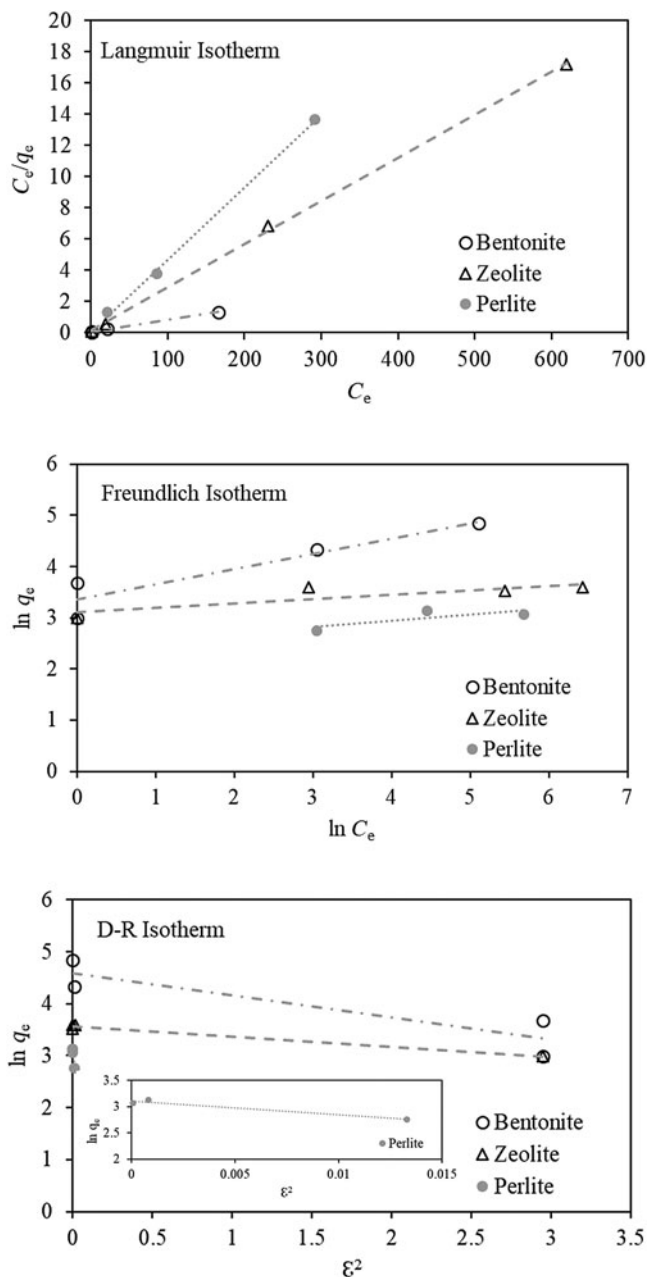 20
18
16
14
12
10
8
6
4
2
0
Langmuir Isotherm
Ce/qe
Bentonite
Zeolite
Perlite
0 100 200 300 400 500 600 700
Ce
6
5
4
3
2
1
0
Freundlich Isotherm
ln qe
Bentonite
Zeolite
Perlite
0 1 2 3 4 5 6 7
ln Ce
6
5
4
3
2
1
0
D-R Isotherm
ln qe
3.5
3
2.5
2
ln qe
Perlite
0 0.005 0.01 0.015
Ɛ²
Bentonite
Zeolite
Perlite
0 0.5 1 1.5 2 2.5 3 3.5
Ɛ²